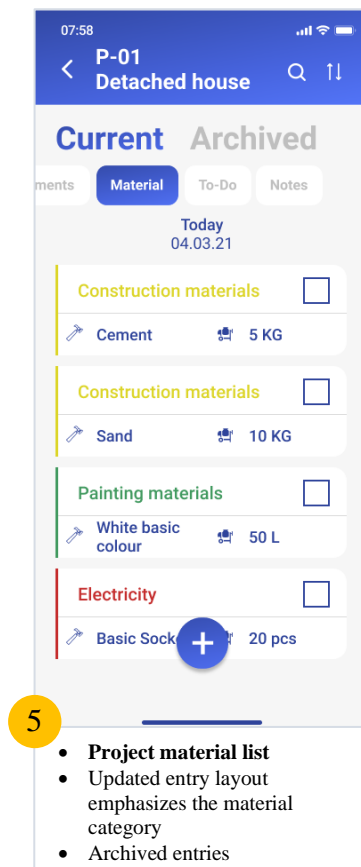 07:58
P-01
Detached house
Current Archived
ments Material To-Do Notes
Today
04.03.21
Construction materials
Cement 5 KG
Construction materials
Sand 10 KG
Painting materials
White basic
colour 50 L
Electricity
Basic Sock 20 pcs
5
• Project material list
• Updated entry layout
emphasizes the material
category
• Archived entries